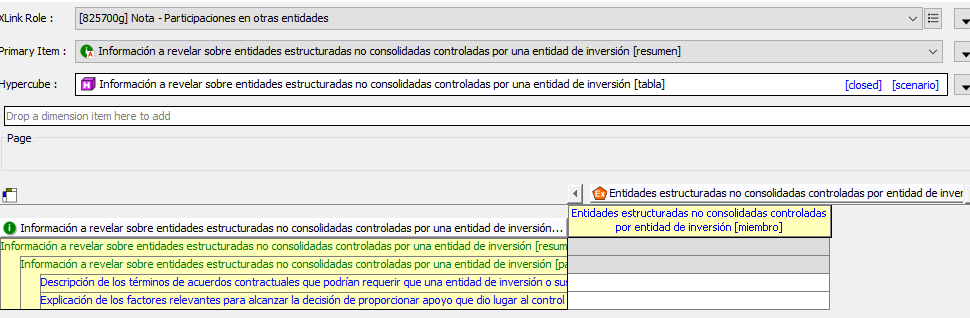 XLink Role : [825700g] Nota - Participaciones en otras entidades
Primary Item : Información a revelar sobre entidades estructuradas no consolidadas controladas por una entidad de inversión [resumen]
Hypercube : Información a revelar sobre entidades estructuradas no consolidadas controladas por una entidad de inversión [tabla] [closed] [scenario]
Drop a dimension item here to add
Page
Entidades estructuradas no consolidadas controladas por entidad de inver
Información a revelar sobre entidades estructuradas no consolidadas controladas por una entidad de inversión...
Entidades estructuradas no consolidadas controladas
por entidad de inversión [miembro]
Información a revelar sobre entidades estructuradas no consolidadas controladas por una entidad de inversión [resum
Información a revelar sobre entidades estructuradas no consolidadas controladas por una entidad de inversión [pa
Descripción de los términos de acuerdos contractuales que podrían requerir que una entidad de inversión o sus
Explicación de los factores relevantes para alcanzar la decisión de proporcionar apoyo que dio lugar al control